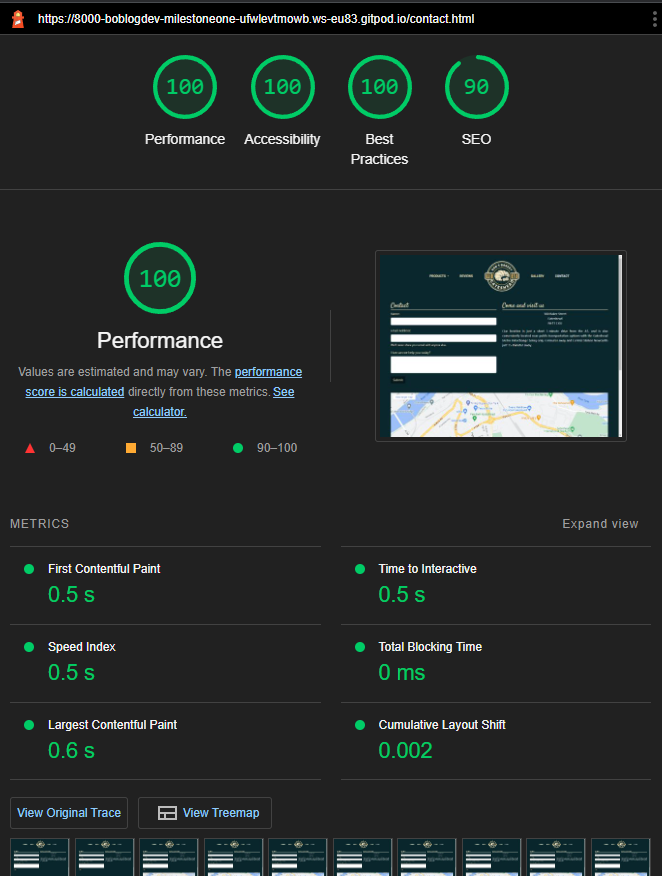 https://8000-boblogdev-milestoneone-ufwlevtmowb.ws-eu83.gitpod.io/contact.html
100
100
100
90
Performance
Accessibility
Best
Practices
SEO
100
Performance
Values are estimated and may vary. The performance
score is calculated directly from these metrics. See
calculator.
0–49
50–89
90–100
PRODUCTS
REVIEWS
GALLERY
CONTACT
Contact
Come and visit us
METRICS
Expand view
First Contentful Paint
0.5 s
Time to Interactive
0.5 s
Speed Index
0.5 s
Total Blocking Time
0 ms
Largest Contentful Paint
0.6 s
Cumulative Layout Shift
0.002
View Original Trace
View Treemap